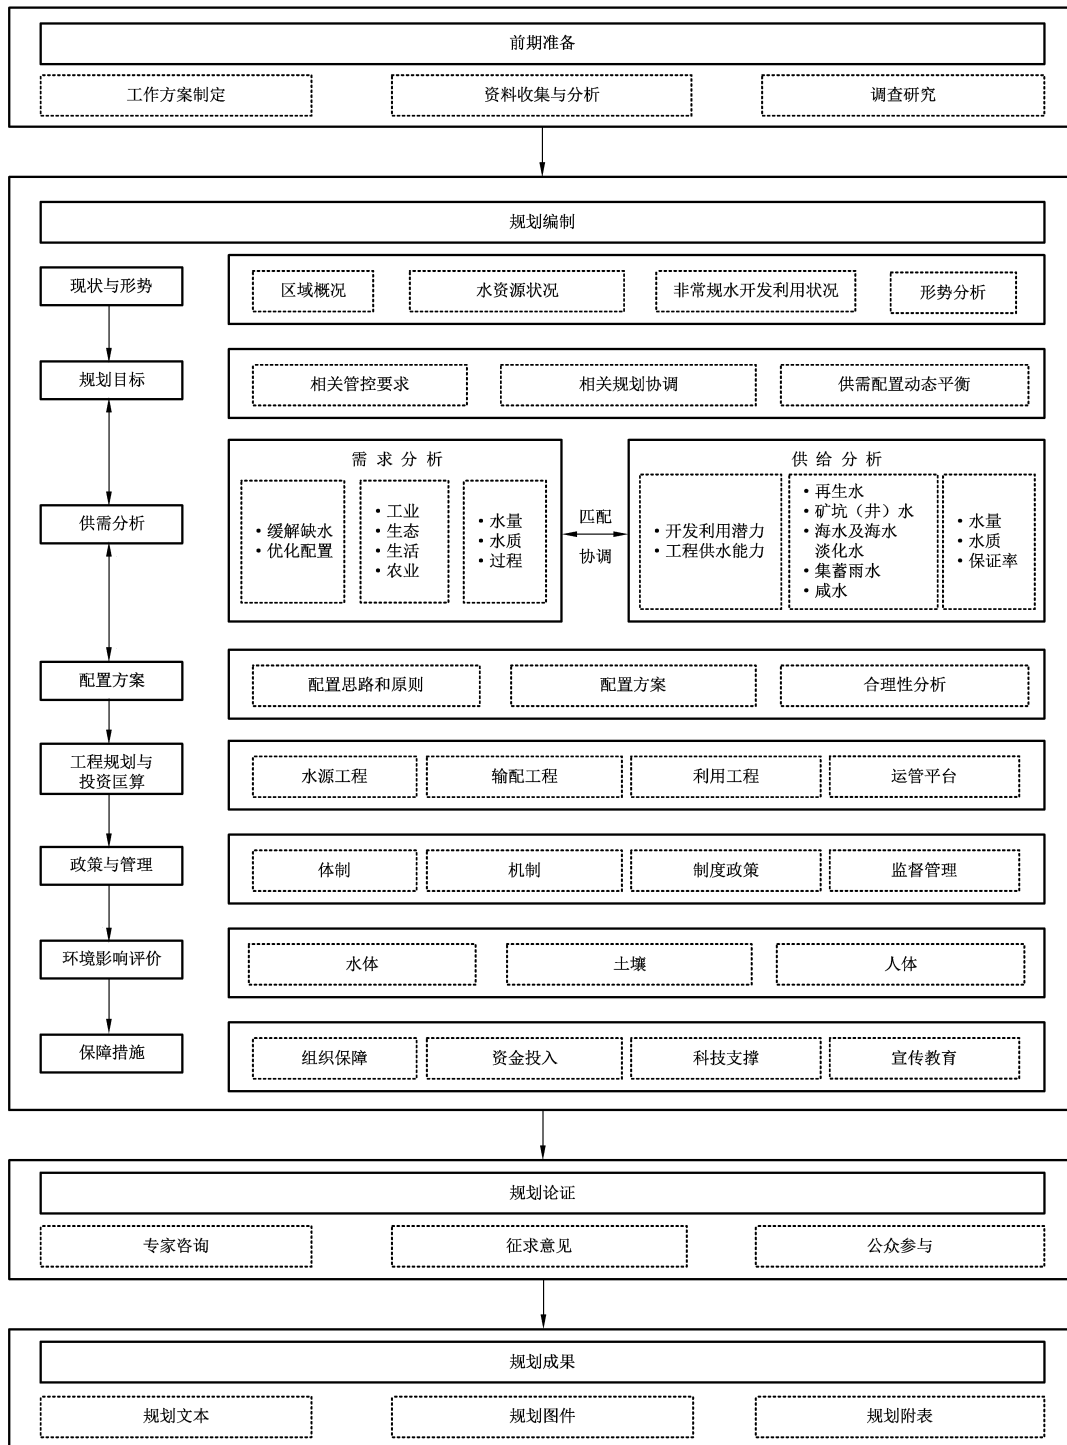 前期准备
工作方案制定
资料收集与分析
调查研究
规划编制
现状与形势
区域概况
水资源状况
非常规水开发利用状况
形势分析
规划目标
相关管控要求
相关规划协调
供需配置动态平衡
供需分析
需求分析
• 缓解缺水
• 优化配置
• 工业
• 生态
• 生活
• 农业
• 水量
• 水质
• 过程
匹配
协调
供给分析
• 开发利用潜力
• 工程供水能力
• 再生水
• 矿坑（井）水
• 海水及海水
淡化水
• 集蓄雨水
• 咸水
• 水量
• 水质
• 保证率
配置方案
配置思路和原则
配置方案
合理性分析
工程规划与
投资匡算
水源工程
输配工程
利用工程
运管平台
政策与管理
体制
机制
制度政策
监督管理
环境影响评价
水体
土壤
人体
保障措施
组织保障
资金投入
科技支撑
宣传教育
规划论证
专家咨询
征求意见
公众参与
规划成果
规划文本
规划图件
规划附表